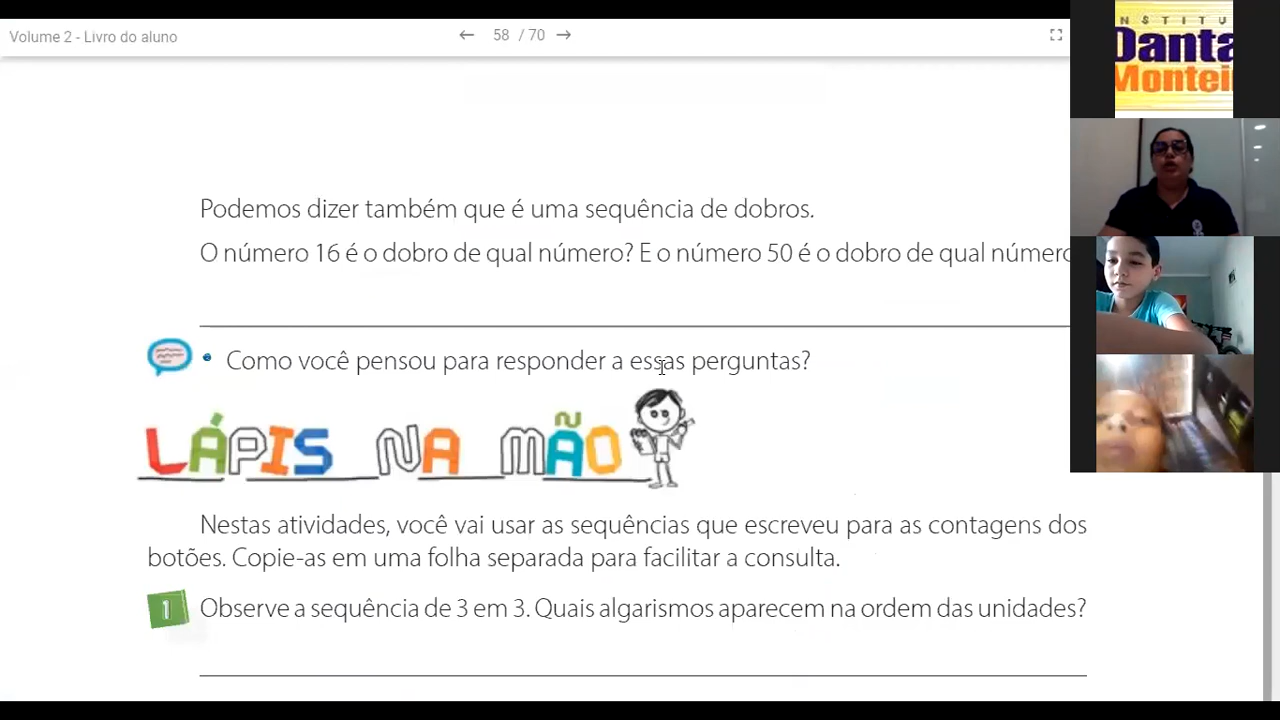 Volume 2 - Livro do aluno
58 / 70
Podemos dizer também que é uma sequência de dobros.
O número 16 é o dobro de qual número? E o número 50 é o dobro de qual número
Como você pensou para responder a essas perguntas?
LÁPIS NA MÃO
Nestas atividades, você vai usar as sequências que escreveu para as contagens dos
botões. Copie-as em uma folha separada para facilitar a consulta.
1 Observe a sequência de 3 em 3. Quais algarismos aparecem na ordem das unidades?
NSTITU
Danta
Montei